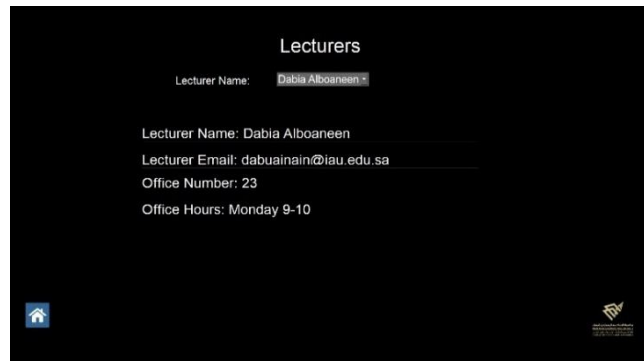 Lecturers
Lecturer Name: Dabia Alboaneen
Lecturer Name: Dabia Alboaneen
Lecturer Email: dabuainain@iau.edu.sa
Office Number: 23
Office Hours: Monday 9-10